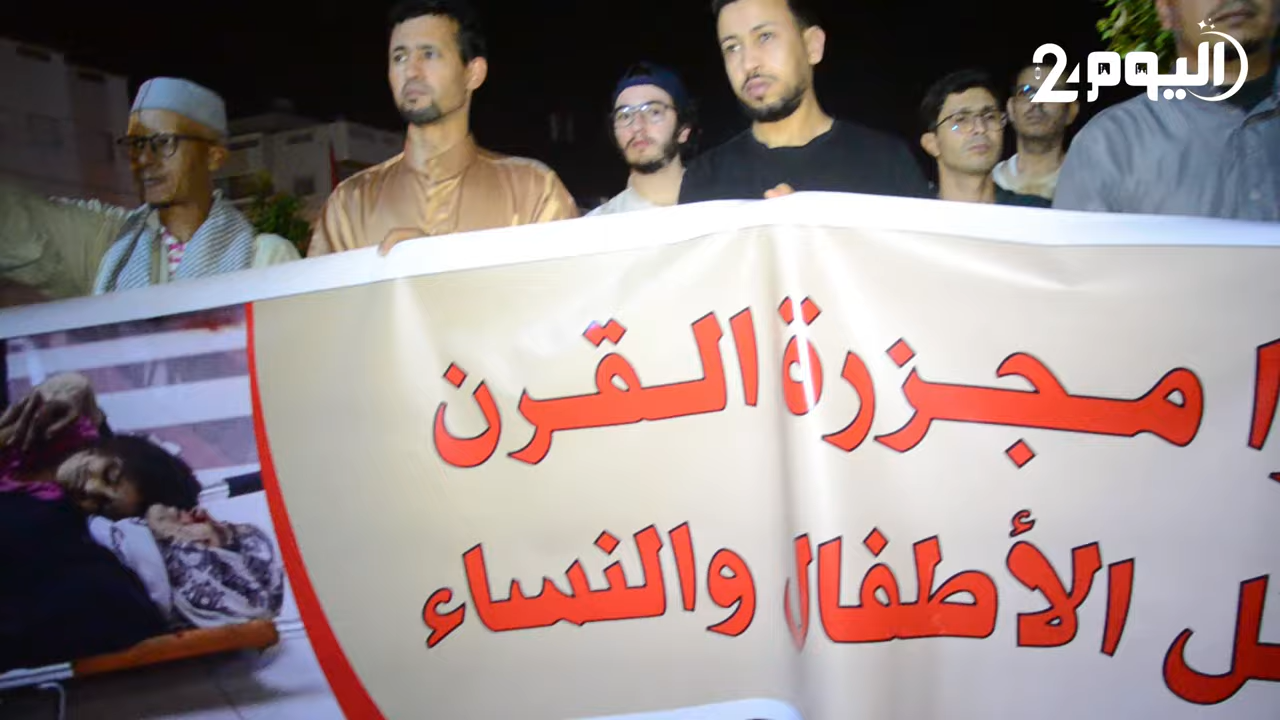 اليوم 24
مجزرة القرن
الأطفال والنساء